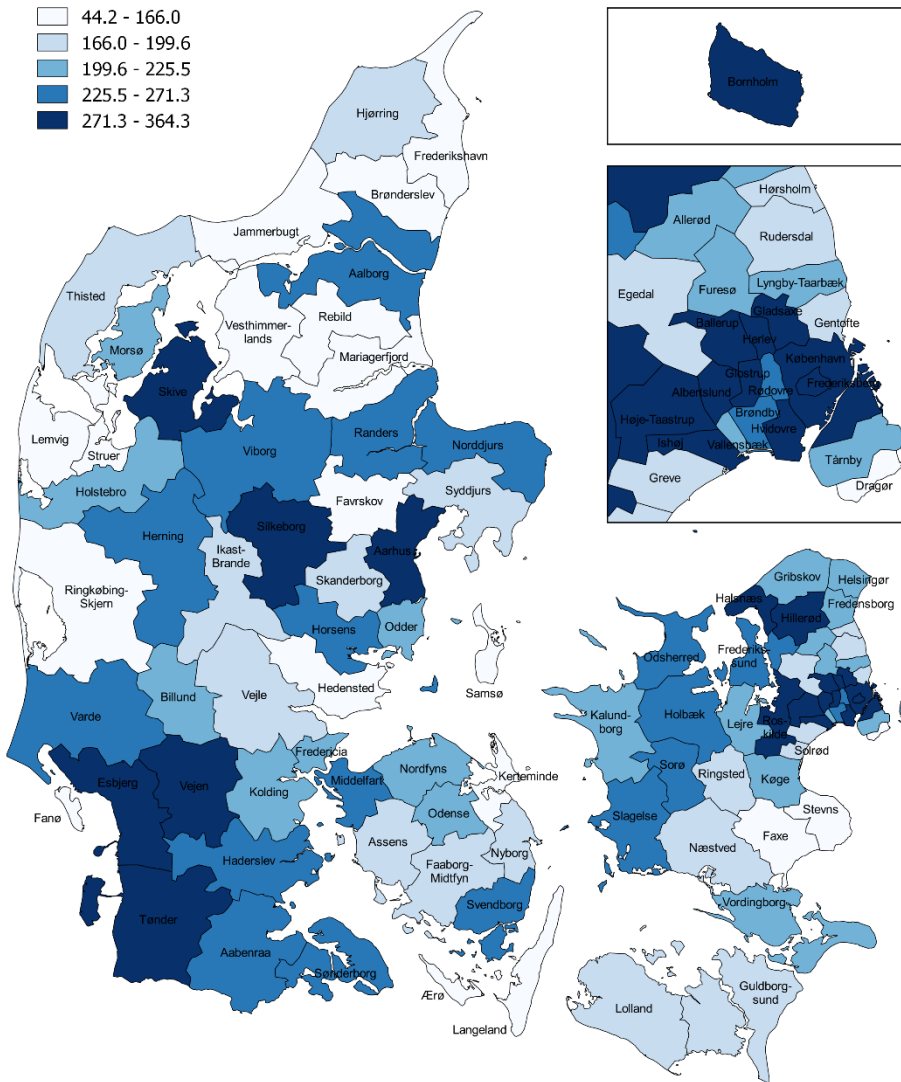 44.2 - 166.0
166.0 - 199.6
199.6 - 225.5
225.5 - 271.3
271.3 - 364.3
Bornholm
Hjørring
Frederikshavn
Brønderslev
Jammerbugt
Aalborg
Thisted
Vesthimmer-
lands
Rebild
Morsø
Mariagerfjord
Skive
Lemvig
Struer
Viborg
Randers
Norddjurs
Holstebro
Favrskov
Syddjurs
Herning
Silkeborg
Ikast-
Brande
Aarhus
Skanderborg
Ringkøbing-
Skjern
Horsens
Odder
Hedensted
Samsø
Billund
Vejle
Varde
Fredericia
Esbjerg
Vejen
Kolding
Middelfart
Nordfyns
Kerteminde
Fanø
Odense
Assens
Nyborg
Faaborg-
Midtfyn
Haderslev
Svendborg
Tønder
Aabenraa
Sønderborg
Ærø
Langeland
Hørsholm
Allerød
Rudersdal
Egedal
Furesø
Lyngby-Taarbæk
Gladsaxe
Ballerup
Gentofte
Herlev
København
Glostrup
Rødovre
Frederiksberg
Albertslund
Høje-Taastrup
Brøndby
Hvidovre
Ishøj
Vallensbæk
Tårnby
Greve
Dragør
Gribskov
Helsingør
Halsnæs
Hillerød
Fredensborg
Odsherred
Frederiks-
sund
Kalund-
borg
Holbæk
Lejre
Ros-
kilde
Solrød
Sorø
Ringsted
Køge
Slagelse
Stevns
Faxe
Næstved
Vordingborg
Guldborg-
sund
Lolland